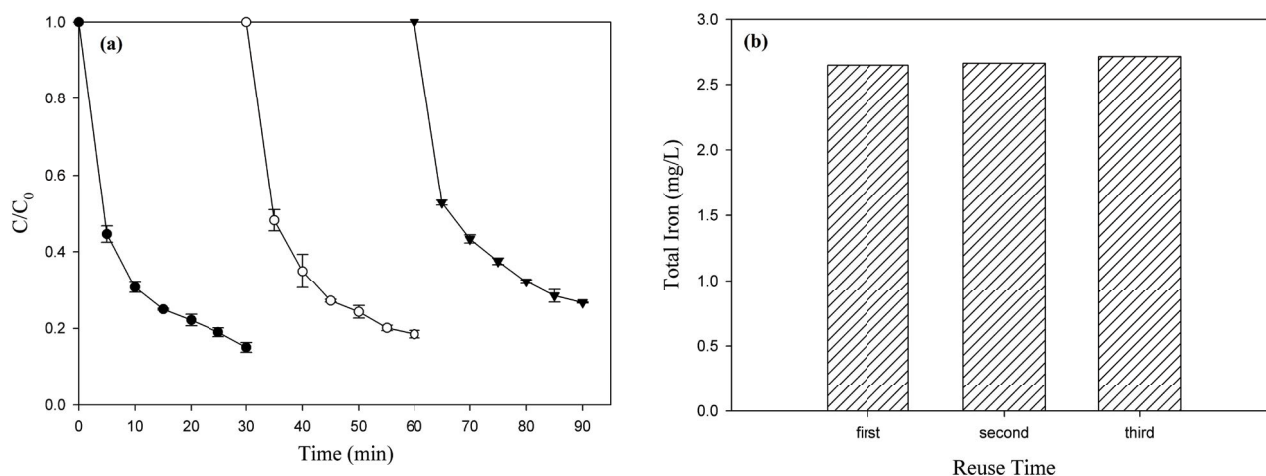 (a)
C/C0
1.0
0.8
0.6
0.4
0.2
0.0
0 10 20 30 40 50 60 70 80 90
Time (min)
(b)
Total Iron (mg/L)
3.0
2.5
2.0
1.5
1.0
0.5
0.0
first second third
Reuse Time